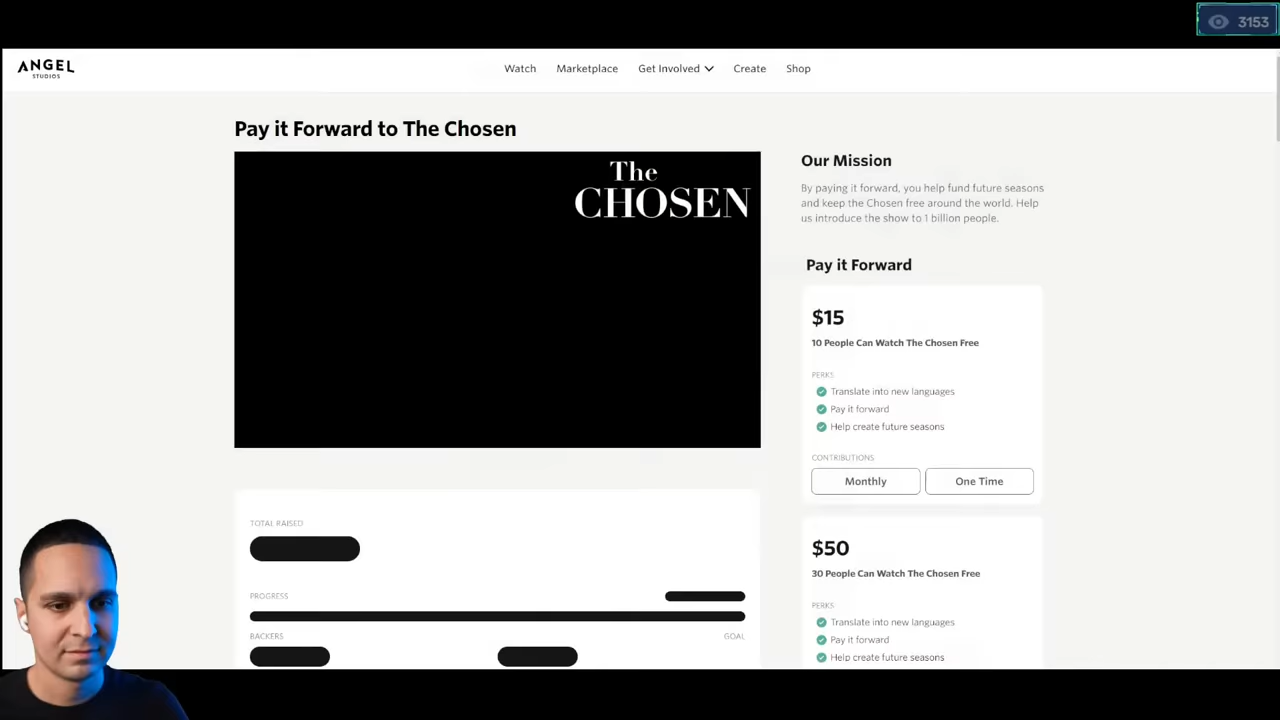 3153
ANGEL
STUDIOS
Watch Marketplace Get Involved Create Shop
Pay it Forward to The Chosen
The
CHOSEN
TOTAL RAISED
PROGRESS
BACKERS GOAL
Our Mission
By paying it forward, you help fund future seasons
and keep the Chosen free around the world. Help
us introduce the show to 1 billion people.
Pay it Forward
$15
10 People Can Watch The Chosen Free
PERKS
Translate into new languages
Pay it forward
Help create future seasons
CONTRIBUTIONS
Monthly One Time
$50
30 People Can Watch The Chosen Free
PERKS
Translate into new languages
Pay it forward
Help create future seasons